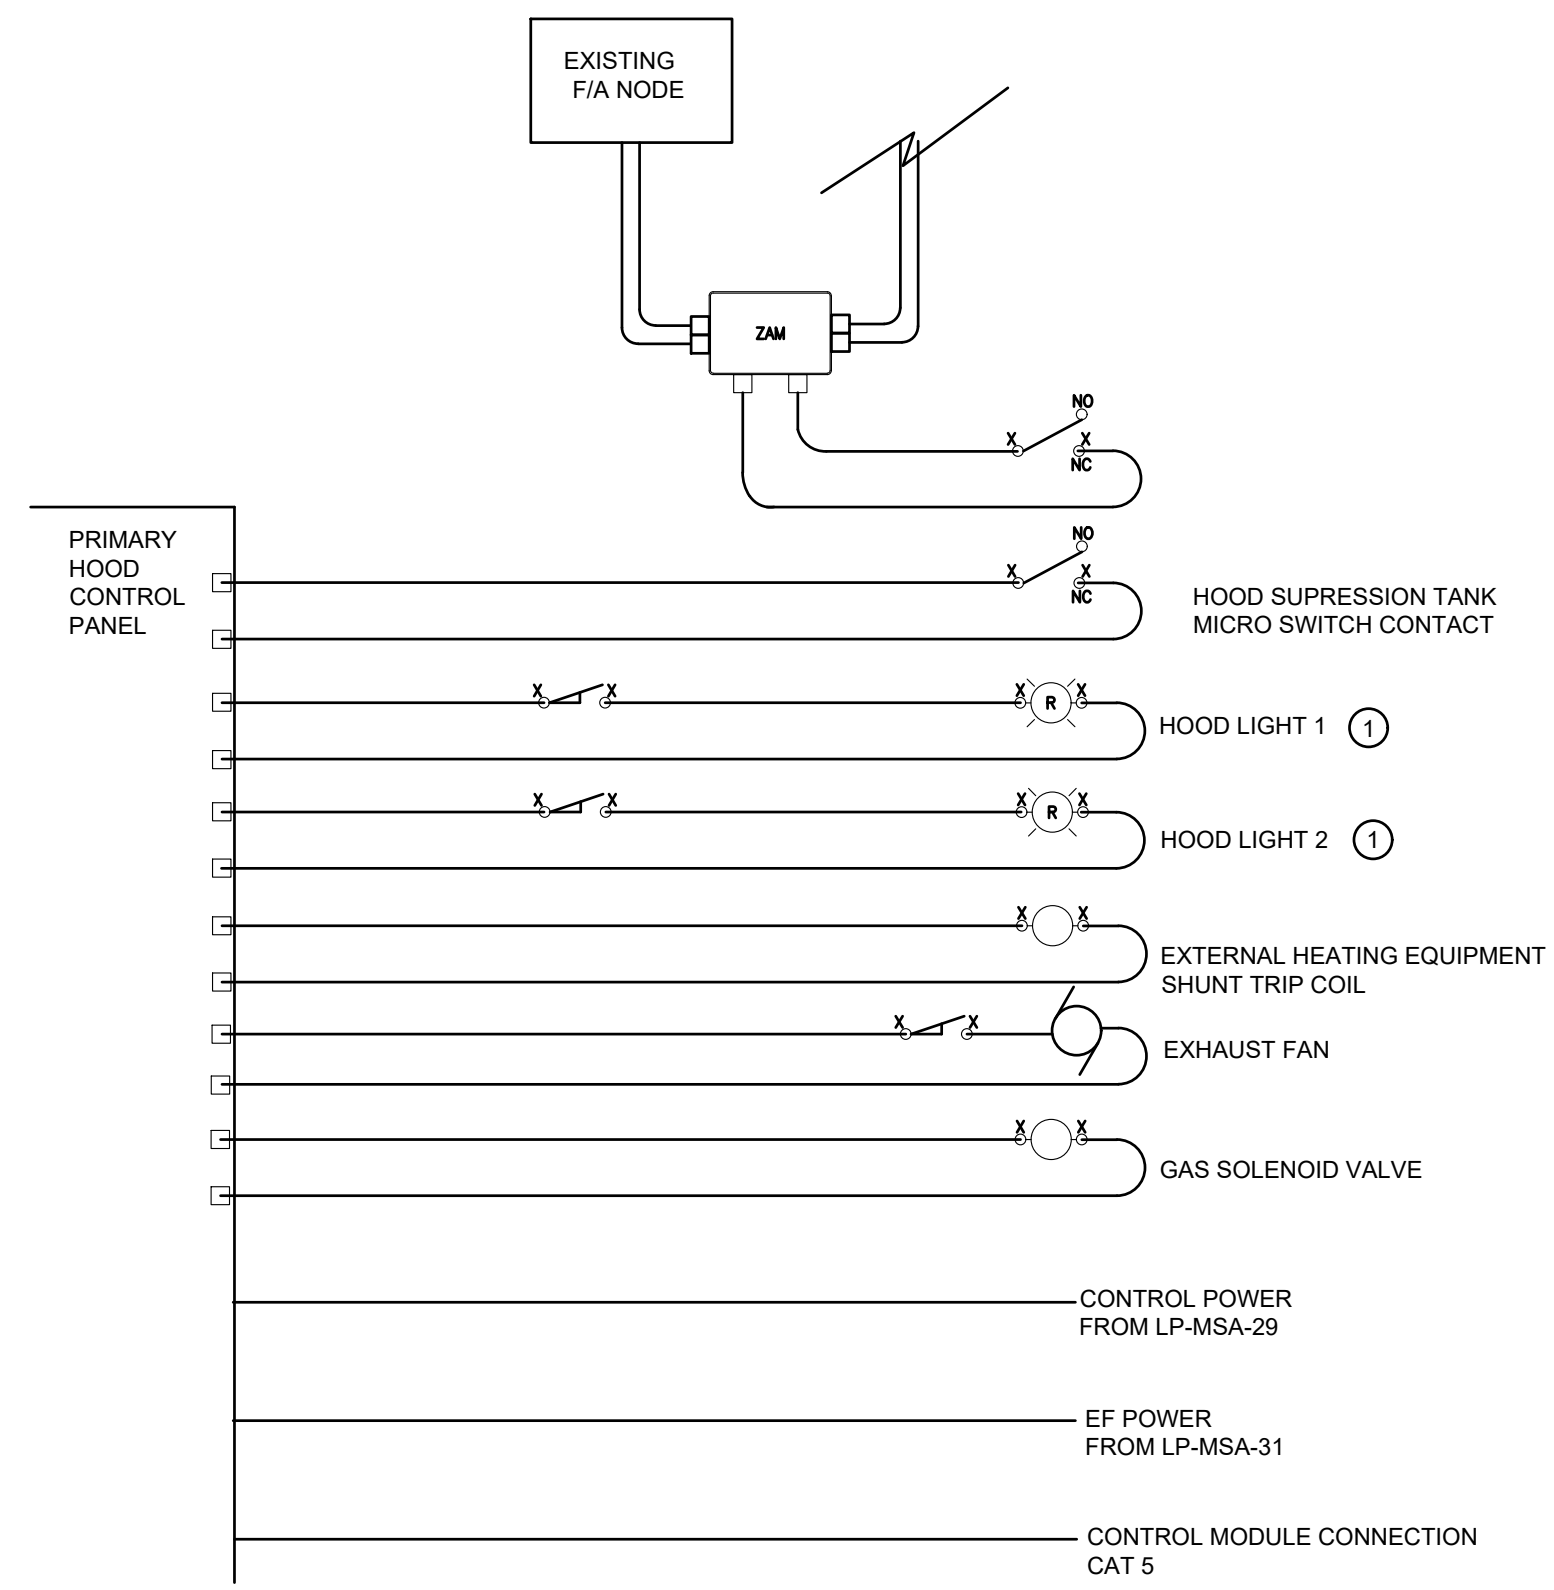 EXISTING
F/A NODE
ZAM
NO
X X
NC
PRIMARY
HOOD
CONTROL
PANEL
NO
X X
NC
HOOD SUPRESSION TANK
MICRO SWITCH CONTACT
X X X R X
HOOD LIGHT 1 1
X X X R X
HOOD LIGHT 2 1
X X
EXTERNAL HEATING EQUIPMENT
SHUNT TRIP COIL
X X
EXHAUST FAN
X X
GAS SOLENOID VALVE
CONTROL POWER
FROM LP-MSA-29
EF POWER
FROM LP-MSA-31
CONTROL MODULE CONNECTION
CAT 5